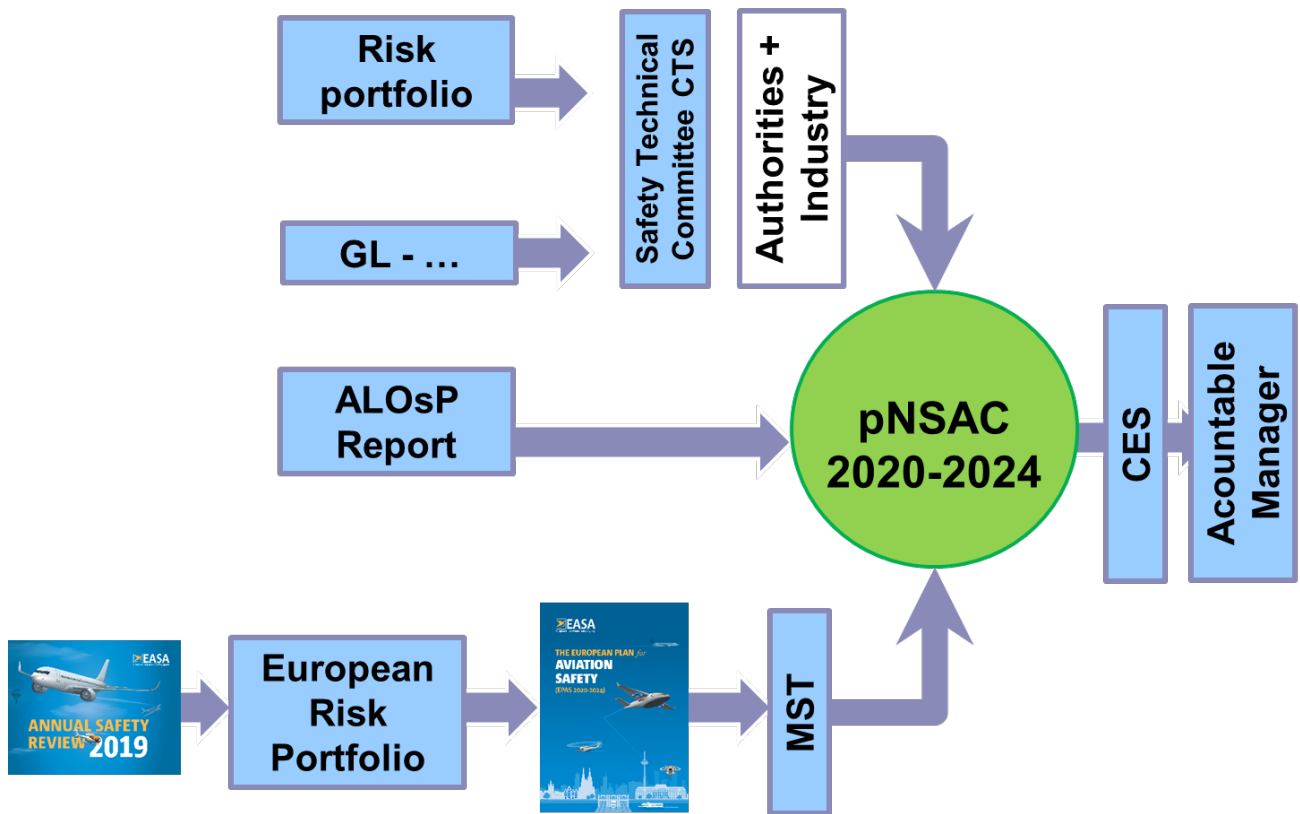 Risk
portfolio
Safety Technical
Committee CTS
Authorities +
Industry
GL - …
ALOsP
Report
pNSAC
2020-2024
CES
Acountable
Manager
EASA
ANNUAL SAFETY
REVIEW 2019
European
Risk
Portfolio
EASA
THE EUROPEAN PLAN for
AVIATION
SAFETY
(EPAS 2020-2024)
MST